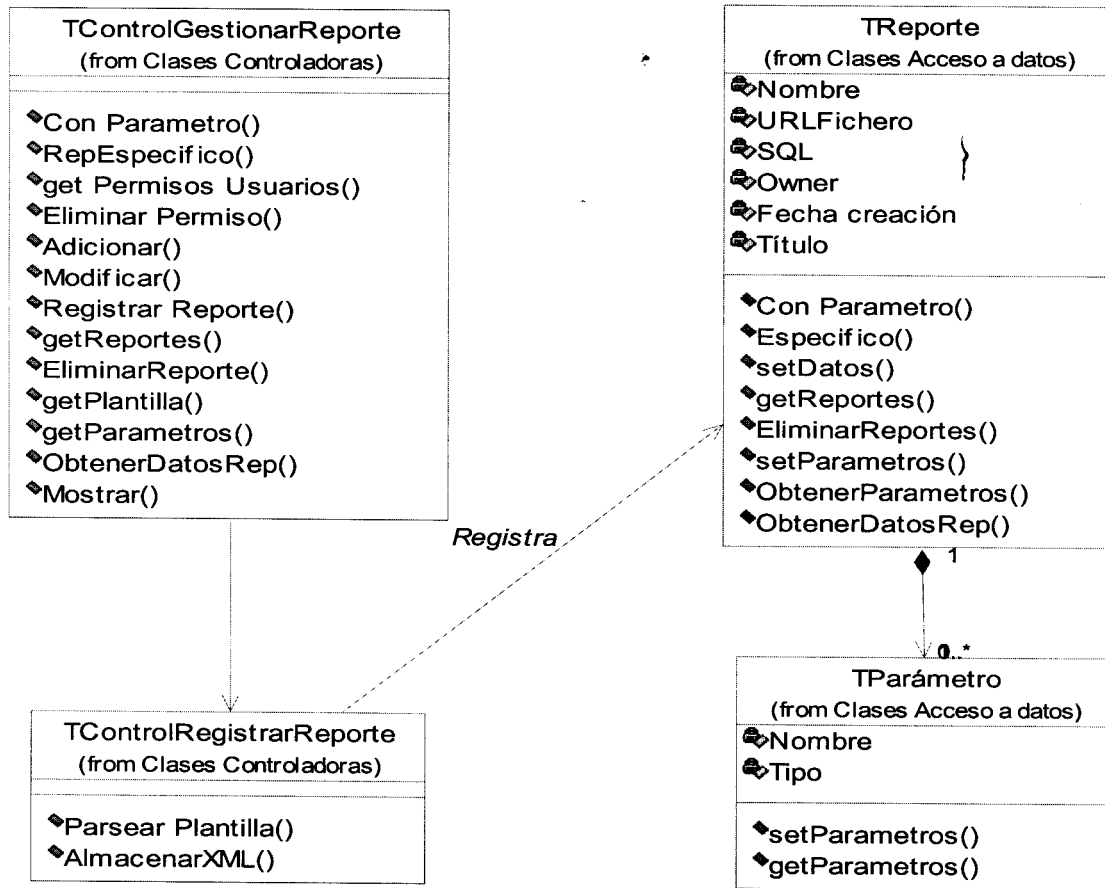 TControlGestionarReporte
(from Clases Controladoras)
Con Parametro()
RepEspecifico()
get Permisos Usuarios()
Eliminar Permiso()
Adicionar()
Modificar()
Registrar Reporte()
getReportes()
EliminarReporte()
getPlantilla()
getParametros()
ObtenerDatosRep()
Mostrar()
TReporte
(from Clases Acceso a datos)
Nombre
URLFichero
SQL
Owner
Fecha creación
Título
Con Parametro()
Especifico()
setDatos()
getReportes()
EliminarReportes()
setParametros()
ObtenerParametros()
ObtenerDatosRep()
Registra
1
0..*
TControlRegistrarReporte
(from Clases Controladoras)
Parsear Plantilla()
AlmacenarXML()
TParámetro
(from Clases Acceso a datos)
Nombre
Tipo
setParametros()
getParametros()